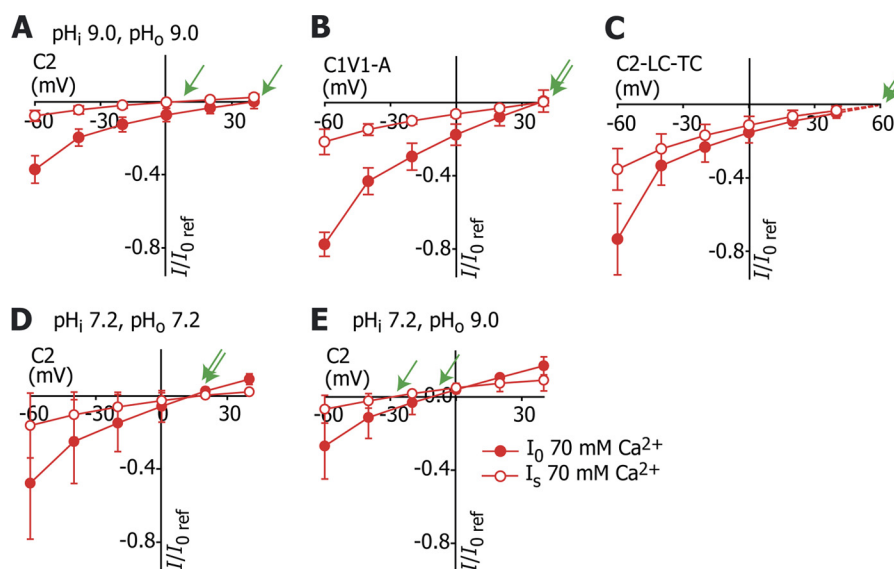 A pHi 9.0, pHo 9.0
C2
(mV)
-60 -30 30
-0.4
-0.8
I/I0 ref
B
C1V1-A
(mV)
-60 -30 30
-0.4
-0.8
I/I0 ref
C
C2-LC-TC
(mV)
-60 -30 0 30 60
-0.4
-0.8
I/I0 ref
D pHi 7.2, pHo 7.2
C2
(mV)
-60 -30 0 30
-0.4
-0.8
I/I0 ref
E pHi 7.2, pHo 9.0
C2
(mV)
0.0
-60 -30 0 30
-0.4
-0.8
I/I0 ref
I0 70 mM Ca2+
Is 70 mM Ca2+